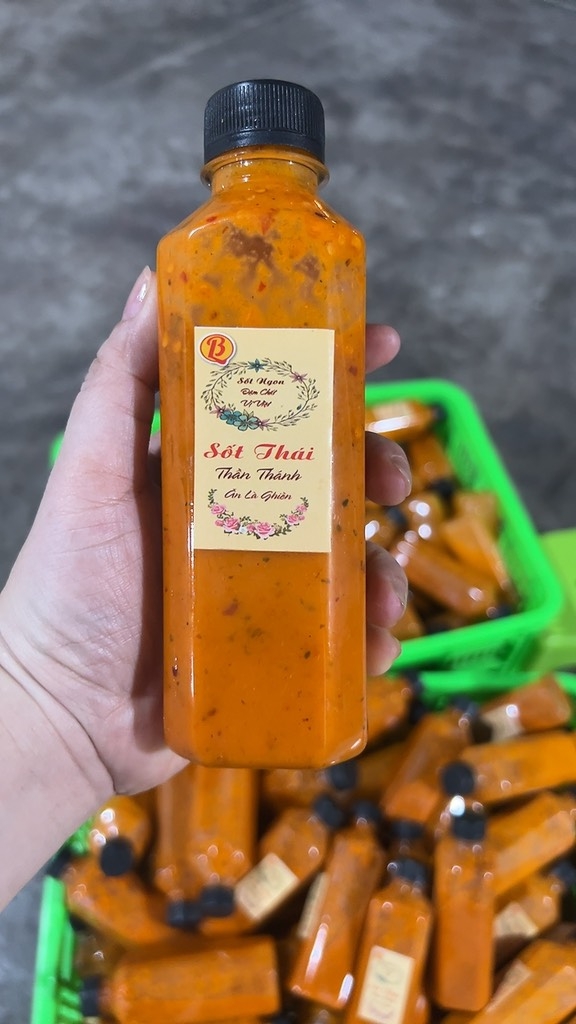 B
Sốt Ngon
Đậm Chất
Vị Việt
Sốt Thái
Thần Thánh
Ăn Là Ghiền